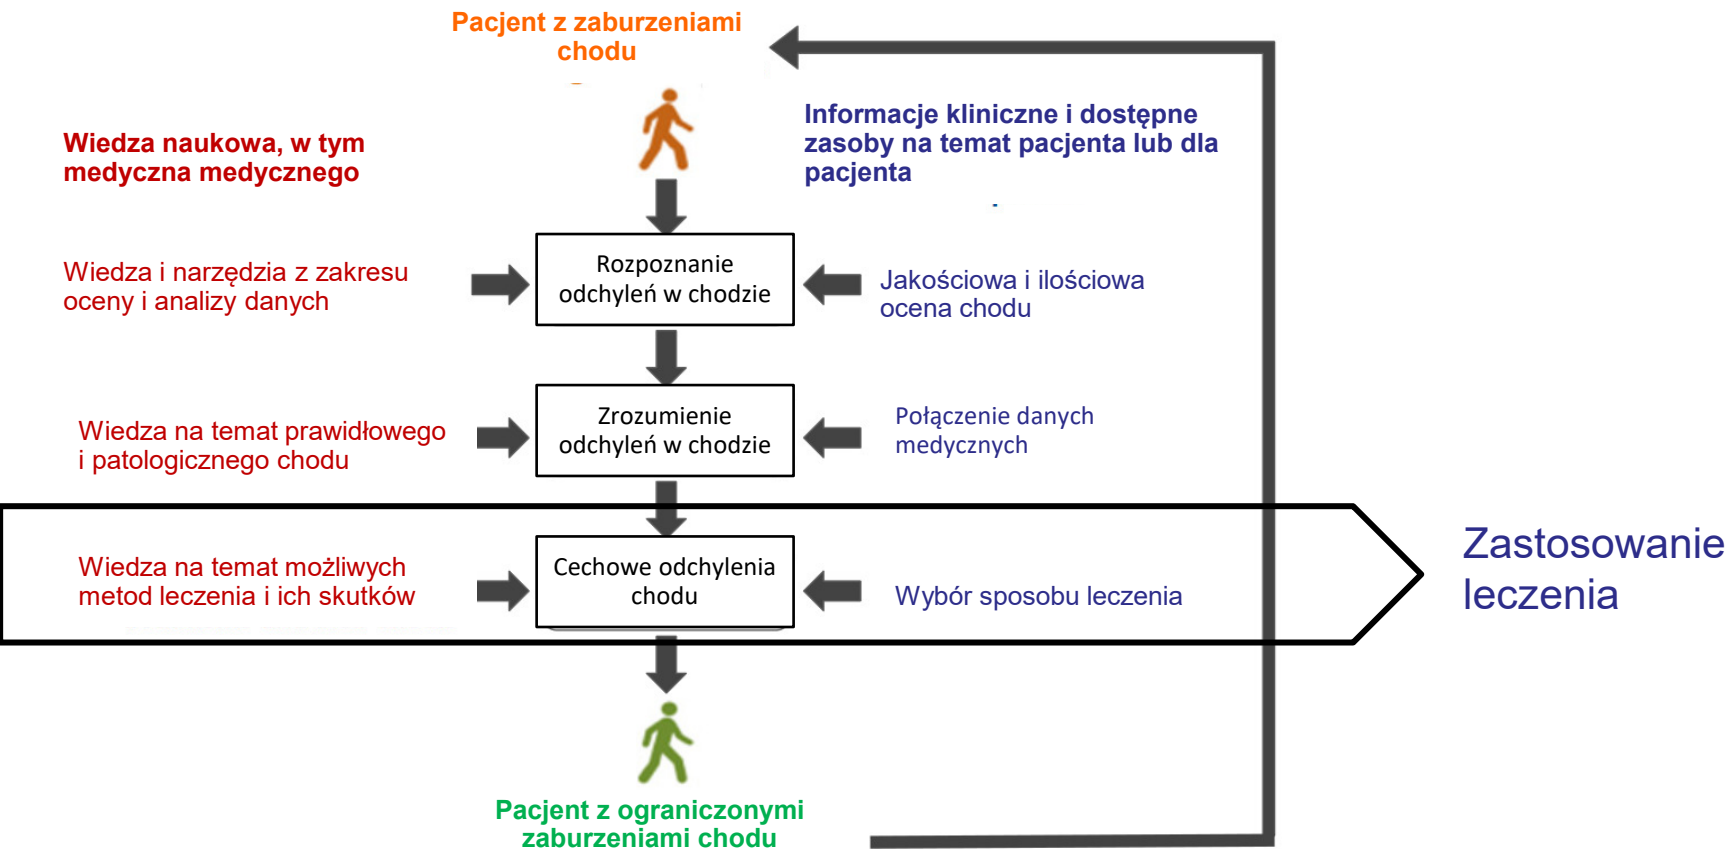 Pacjent z zaburzeniami
chodu
Wiedza naukowa, w tym
medyczna medycznego
Informacje kliniczne i dostępne
zasoby na temat pacjenta lub dla
pacjenta
Wiedza i narzędzia z zakresu
oceny i analizy danych
Rozpoznanie
odchyleń w chodzie
Jakościowa i ilościowa
ocena chodu
Wiedza na temat prawidłowego
i patologicznego chodu
Zrozumienie
odchyleń w chodzie
Połączenie danych
medycznych
Wiedza na temat możliwych
metod leczenia i ich skutków
Cechowe odchylenia
chodu
Wybór sposobu leczenia
Zastosowanie
leczenia
Pacjent z ograniczonymi
zaburzeniami chodu